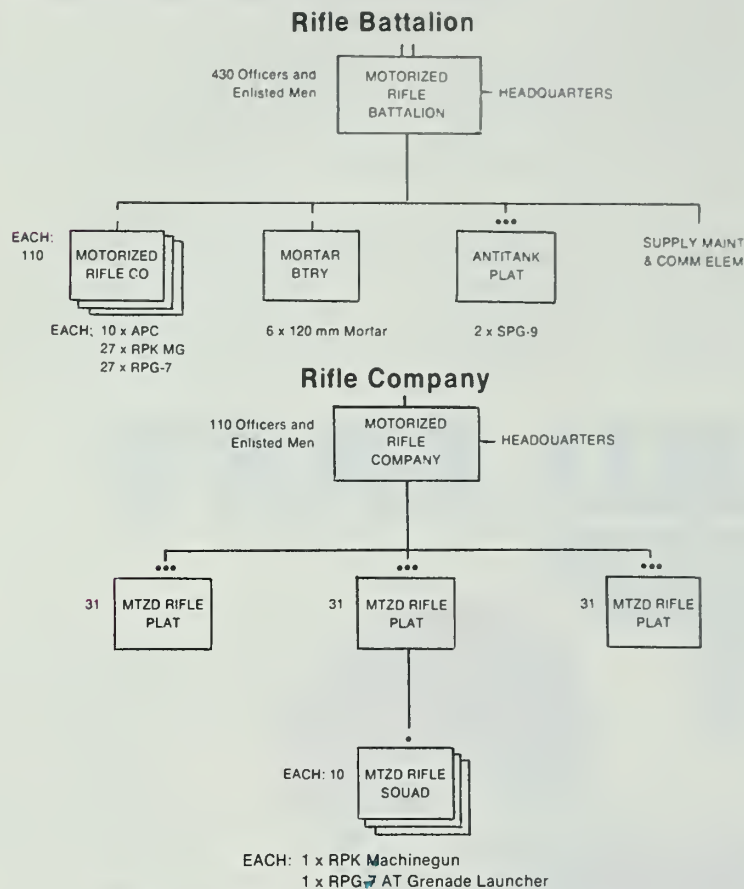 Rifle Battalion
430 Officers and
Enlisted Men
MOTORIZED
RIFLE
BATTALION
HEADQUARTERS
EACH:
110
MOTORIZED
RIFLE CO
EACH; 10 x APC
27 x RPK MG
27 x RPG-7
MORTAR
BTRY
6 x 120 mm Mortar
ANTITANK
PLAT
2 x SPG-9
SUPPLY MAINT
& COMM ELEM
Rifle Company
110 Officers and
Enlisted Men
MOTORIZED
RIFLE
COMPANY
HEADQUARTERS
31
MTZD RIFLE
PLAT
31
MTZD RIFLE
PLAT
31
MTZD RIFLE
PLAT
EACH: 10
MTZD RIFLE
SQUAD
EACH: 1 x RPK Machinegun
1 x RPG-7 AT Grenade Launcher